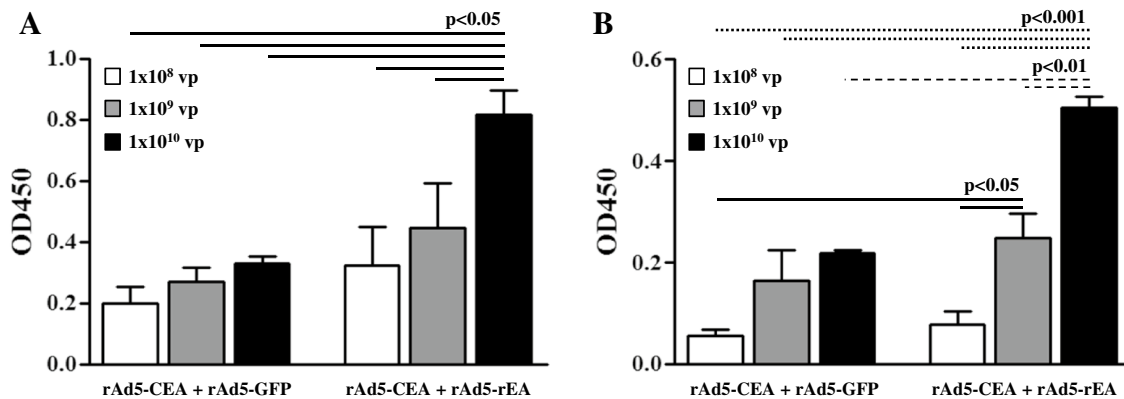 A
p<0.05
1.0
0.8
0.6
0.4
0.2
0.0
OD450
1x10⁸ vp
1x10⁹ vp
1x10¹⁰ vp
rAd5-CEA + rAd5-GFP
rAd5-CEA + rAd5-rEA
B
p<0.001
p<0.01
p<0.05
0.6
0.4
0.2
0.0
OD450
1x10⁸ vp
1x10⁹ vp
1x10¹⁰ vp
rAd5-CEA + rAd5-GFP
rAd5-CEA + rAd5-rEA